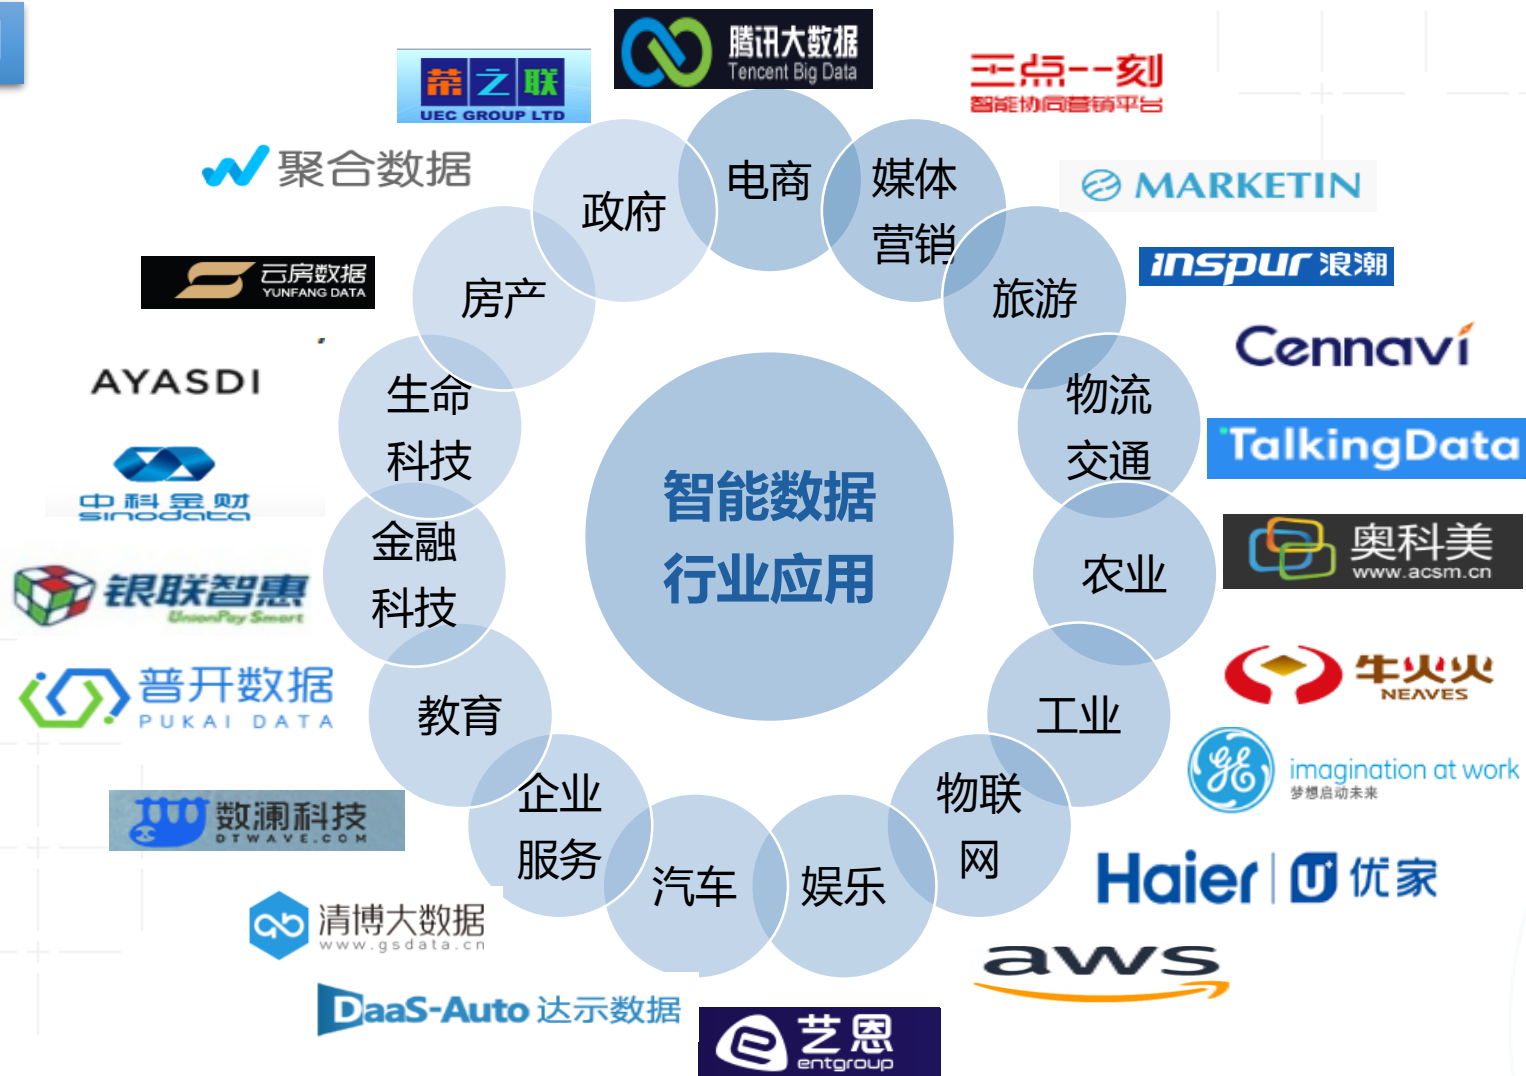 腾讯大数据
Tencent Big Data
荣之联
UEC GROUP LTD
三点一刻
智能协同营销平台
聚合数据
MARKETIN
电商
媒体
营销
政府
旅游
房产
云房数据
YUNFANG DATA
inspur 浪潮
Cennavi
AYASDI
生命
科技
物流
交通
TalkingData
中科金财
sinodata
智能数据
行业应用
金融
科技
农业
奥科美
www.acsm.cn
银联智惠
UnionPay Smart
普开数据
PUKAI DATA
教育
工业
牛火火
NEAVES
GE
imagination at work
梦想启动未来
企业
服务
物联
网
数澜科技
DTWAVE.COM
汽车
娱乐
Haier
U+
优家
清博大数据
www.gsdata.cn
aws
DaaS-Auto 达示数据
艺恩
entgroup